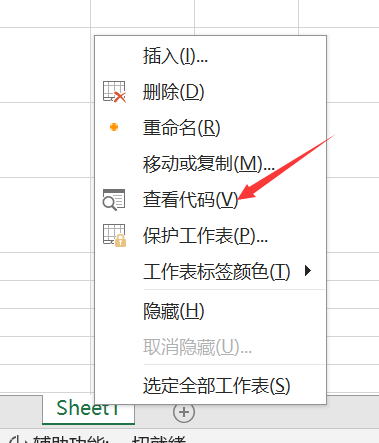 插入(I)...
删除(D)
重命名(R)
移动或复制(M)...
查看代码(V)
保护工作表(P)...
工作表标签颜色(T)
隐藏(H)
取消隐藏(U)...
选定全部工作表(S)
Sheet1
辅助功能: 一切就绪